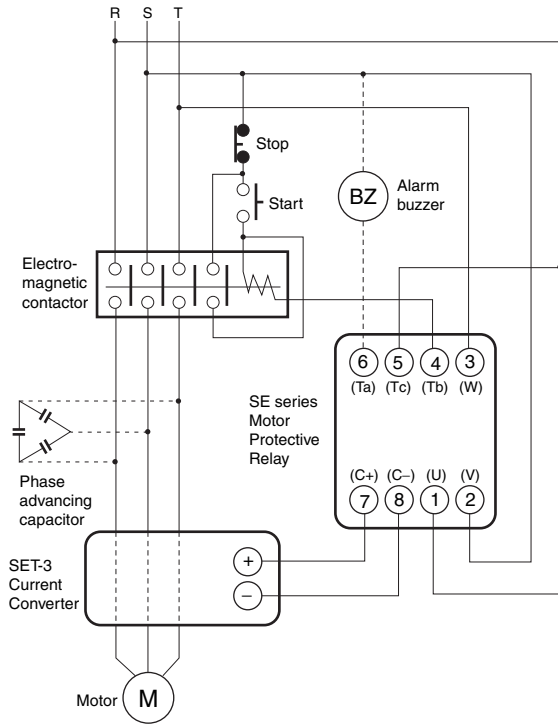 R S T
Stop
BZ
Alarm
buzzer
Start
Electro-
magnetic
contactor
6 5 4 3
(Ta) (Tc) (Tb) (W)
SE series
Motor
Protective
Relay
(C+) (C−) (U) (V)
7 8 1 2
Phase
advancing
capacitor
SET-3
Current
Converter
+
−
Motor
M